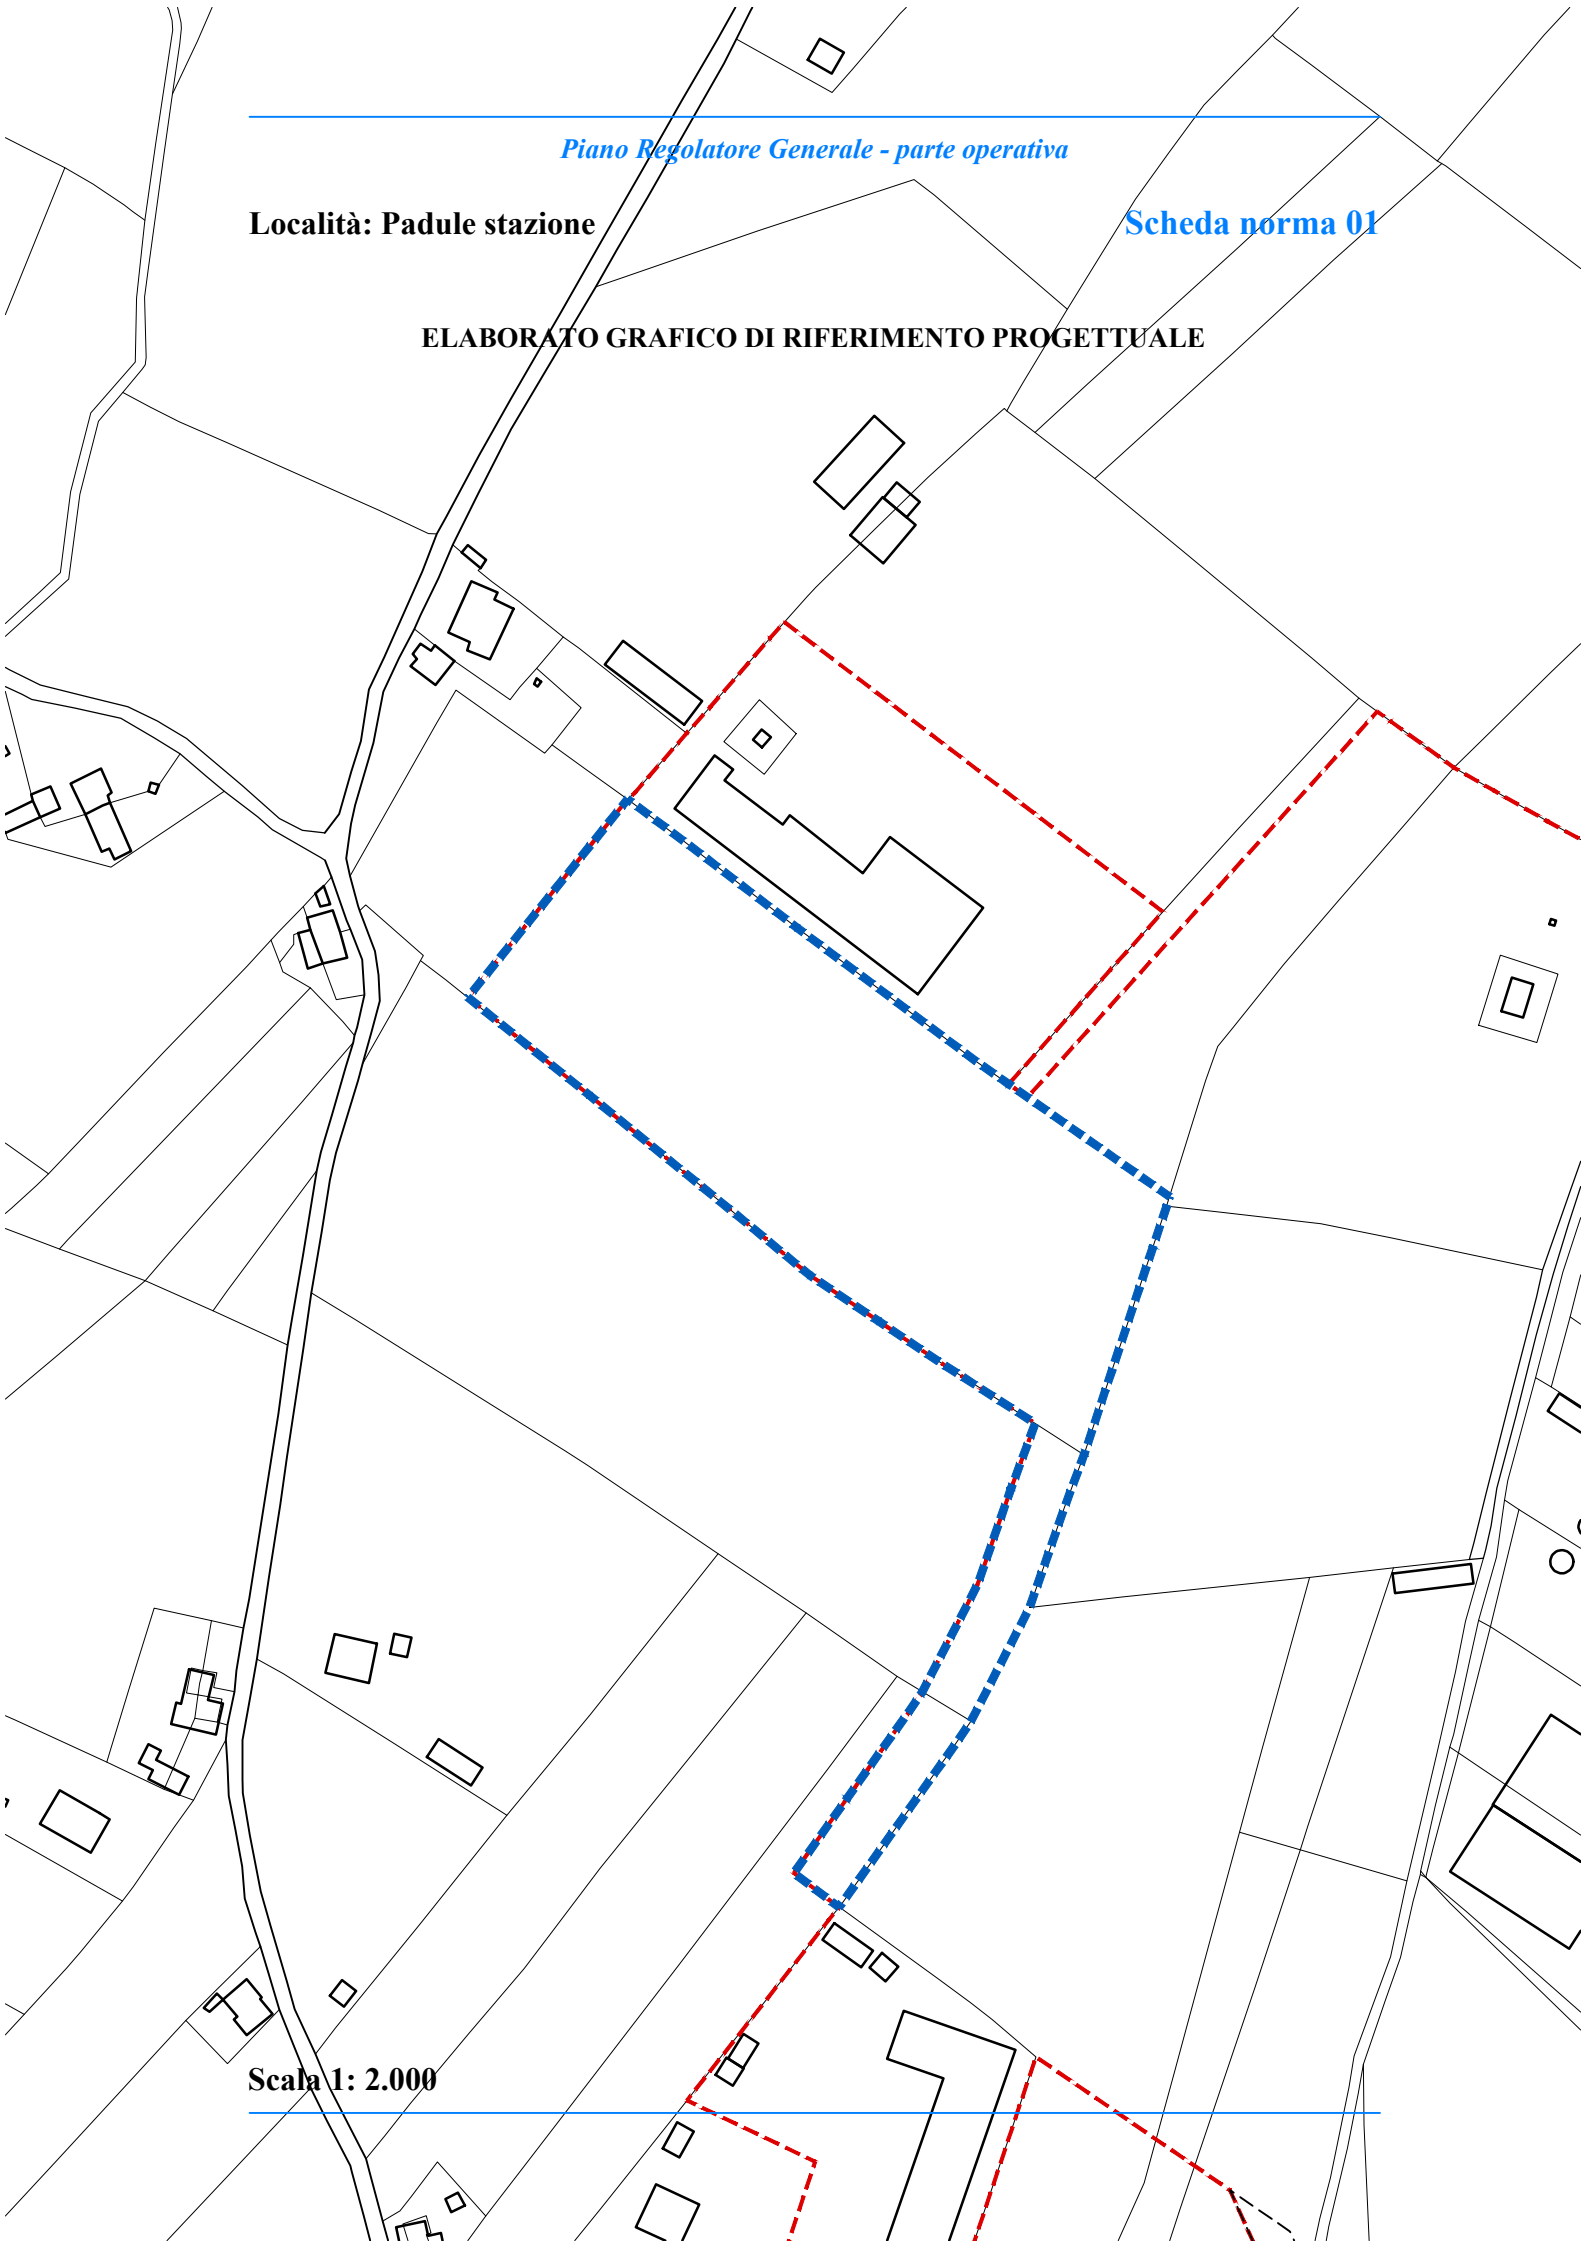 Piano Regolatore Generale - parte operativa
Località: Padule stazione
Scheda norma 01
ELABORATO GRAFICO DI RIFERIMENTO PROGETTUALE
Scala 1: 2.000